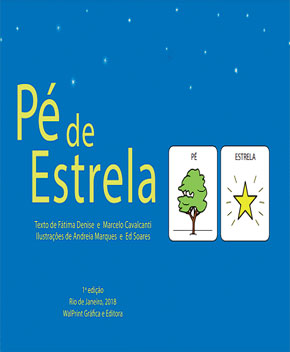 Pé de
Estrela
PÉ
ESTRELA
Texto de Fátima Denise e Marcelo Cavalcanti
Ilustrações de Andreia Marques e Ed Soares
1ª edição
Rio de Janeiro, 2018
WalPrint Gráfica e Editora